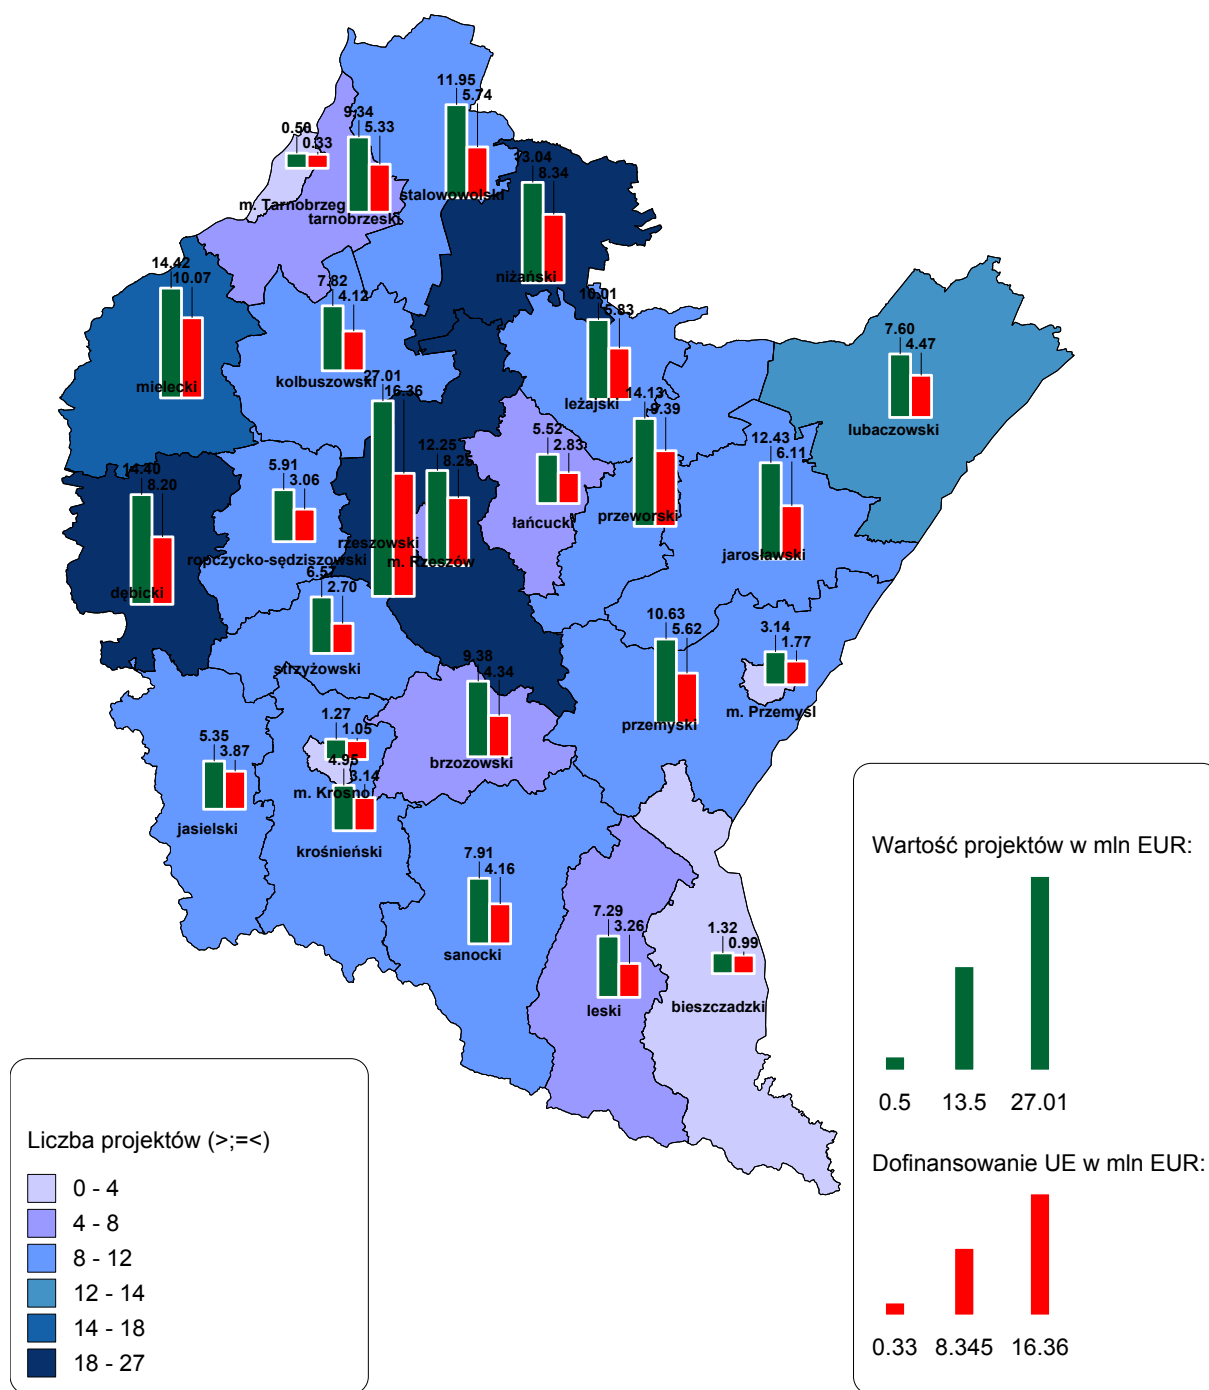 11.95
5.74
9.34
5.33
0.50
0.33
m. Tarnobrzeg
tarnobrzeski
stalowowolski
13.04
8.34
niżański
14.42
10.07
mielecki
7.82
4.12
kolbuszowski
10.01
5.83
leżajski
7.60
4.47
lubaczowski
27.01
16.36
rzeszowski
12.25
8.25
m. Rzeszów
5.52
2.83
łańcucki
14.13
9.39
przeworski
12.43
6.11
jarosławski
14.40
8.20
dębicki
5.91
3.06
ropczycko-sędziszowski
6.57
2.70
strzyżowski
10.63
5.62
przemyski
3.14
1.77
m. Przemyśl
9.38
4.34
brzozowski
1.27
1.05
m. Krosno
4.95
3.14
krośnieński
5.35
3.87
jasielski
7.91
4.16
sanocki
7.29
3.26
leski
1.32
0.99
bieszczadzki
Wartość projektów w mln EUR:
0.5 13.5 27.01
Dofinansowanie UE w mln EUR:
0.33 8.345 16.36
Liczba projektów (>;=<)
0 - 4
4 - 8
8 - 12
12 - 14
14 - 18
18 - 27